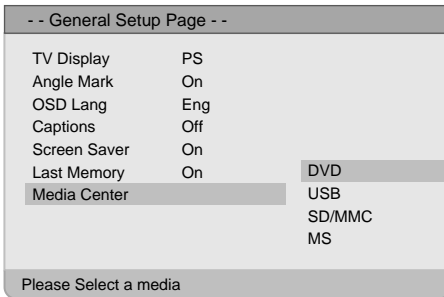 - - General Setup Page - -
TV Display PS
Angle Mark On
OSD Lang Eng
Captions Off
Screen Saver On
Last Memory On DVD
Media Center USB
SD/MMC
MS
Please Select a media